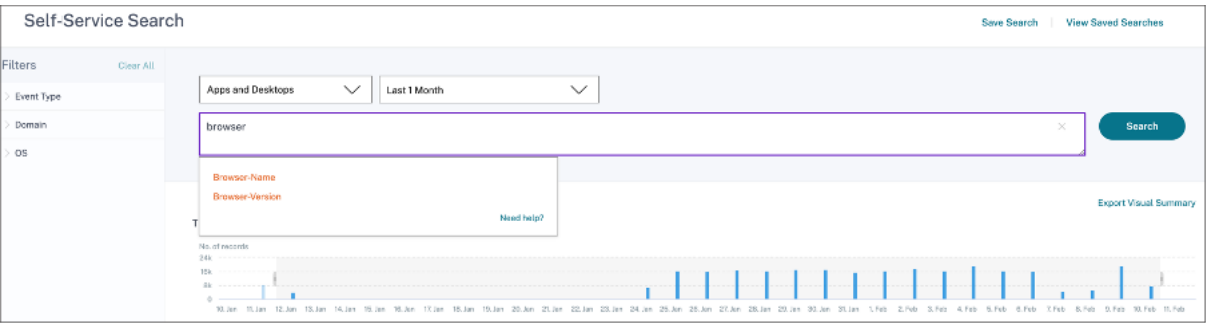 Self-Service Search
Save Search
View Saved Searches
Filters
Clear All
Event Type
Domain
OS
Apps and Desktops
Last 1 Month
browser
Search
Browser-Name
Browser-Version
Need help?
Export Visual Summary
T
No. of records
24k
16k
8k
0
10. Jan 11. Jan 12. Jan 13. Jan 14. Jan 15. Jan 16. Jan 17. Jan 18. Jan 19. Jan 20. Jan 21. Jan 22. Jan 23. Jan 24. Jan 25. Jan 26. Jan 27. Jan 28. Jan 29. Jan 30. Jan 31. Jan 1. Feb 2. Feb 3. Feb 4. Feb 5. Feb 6. Feb 7. Feb 8. Feb 9. Feb 10. Feb 11. Feb